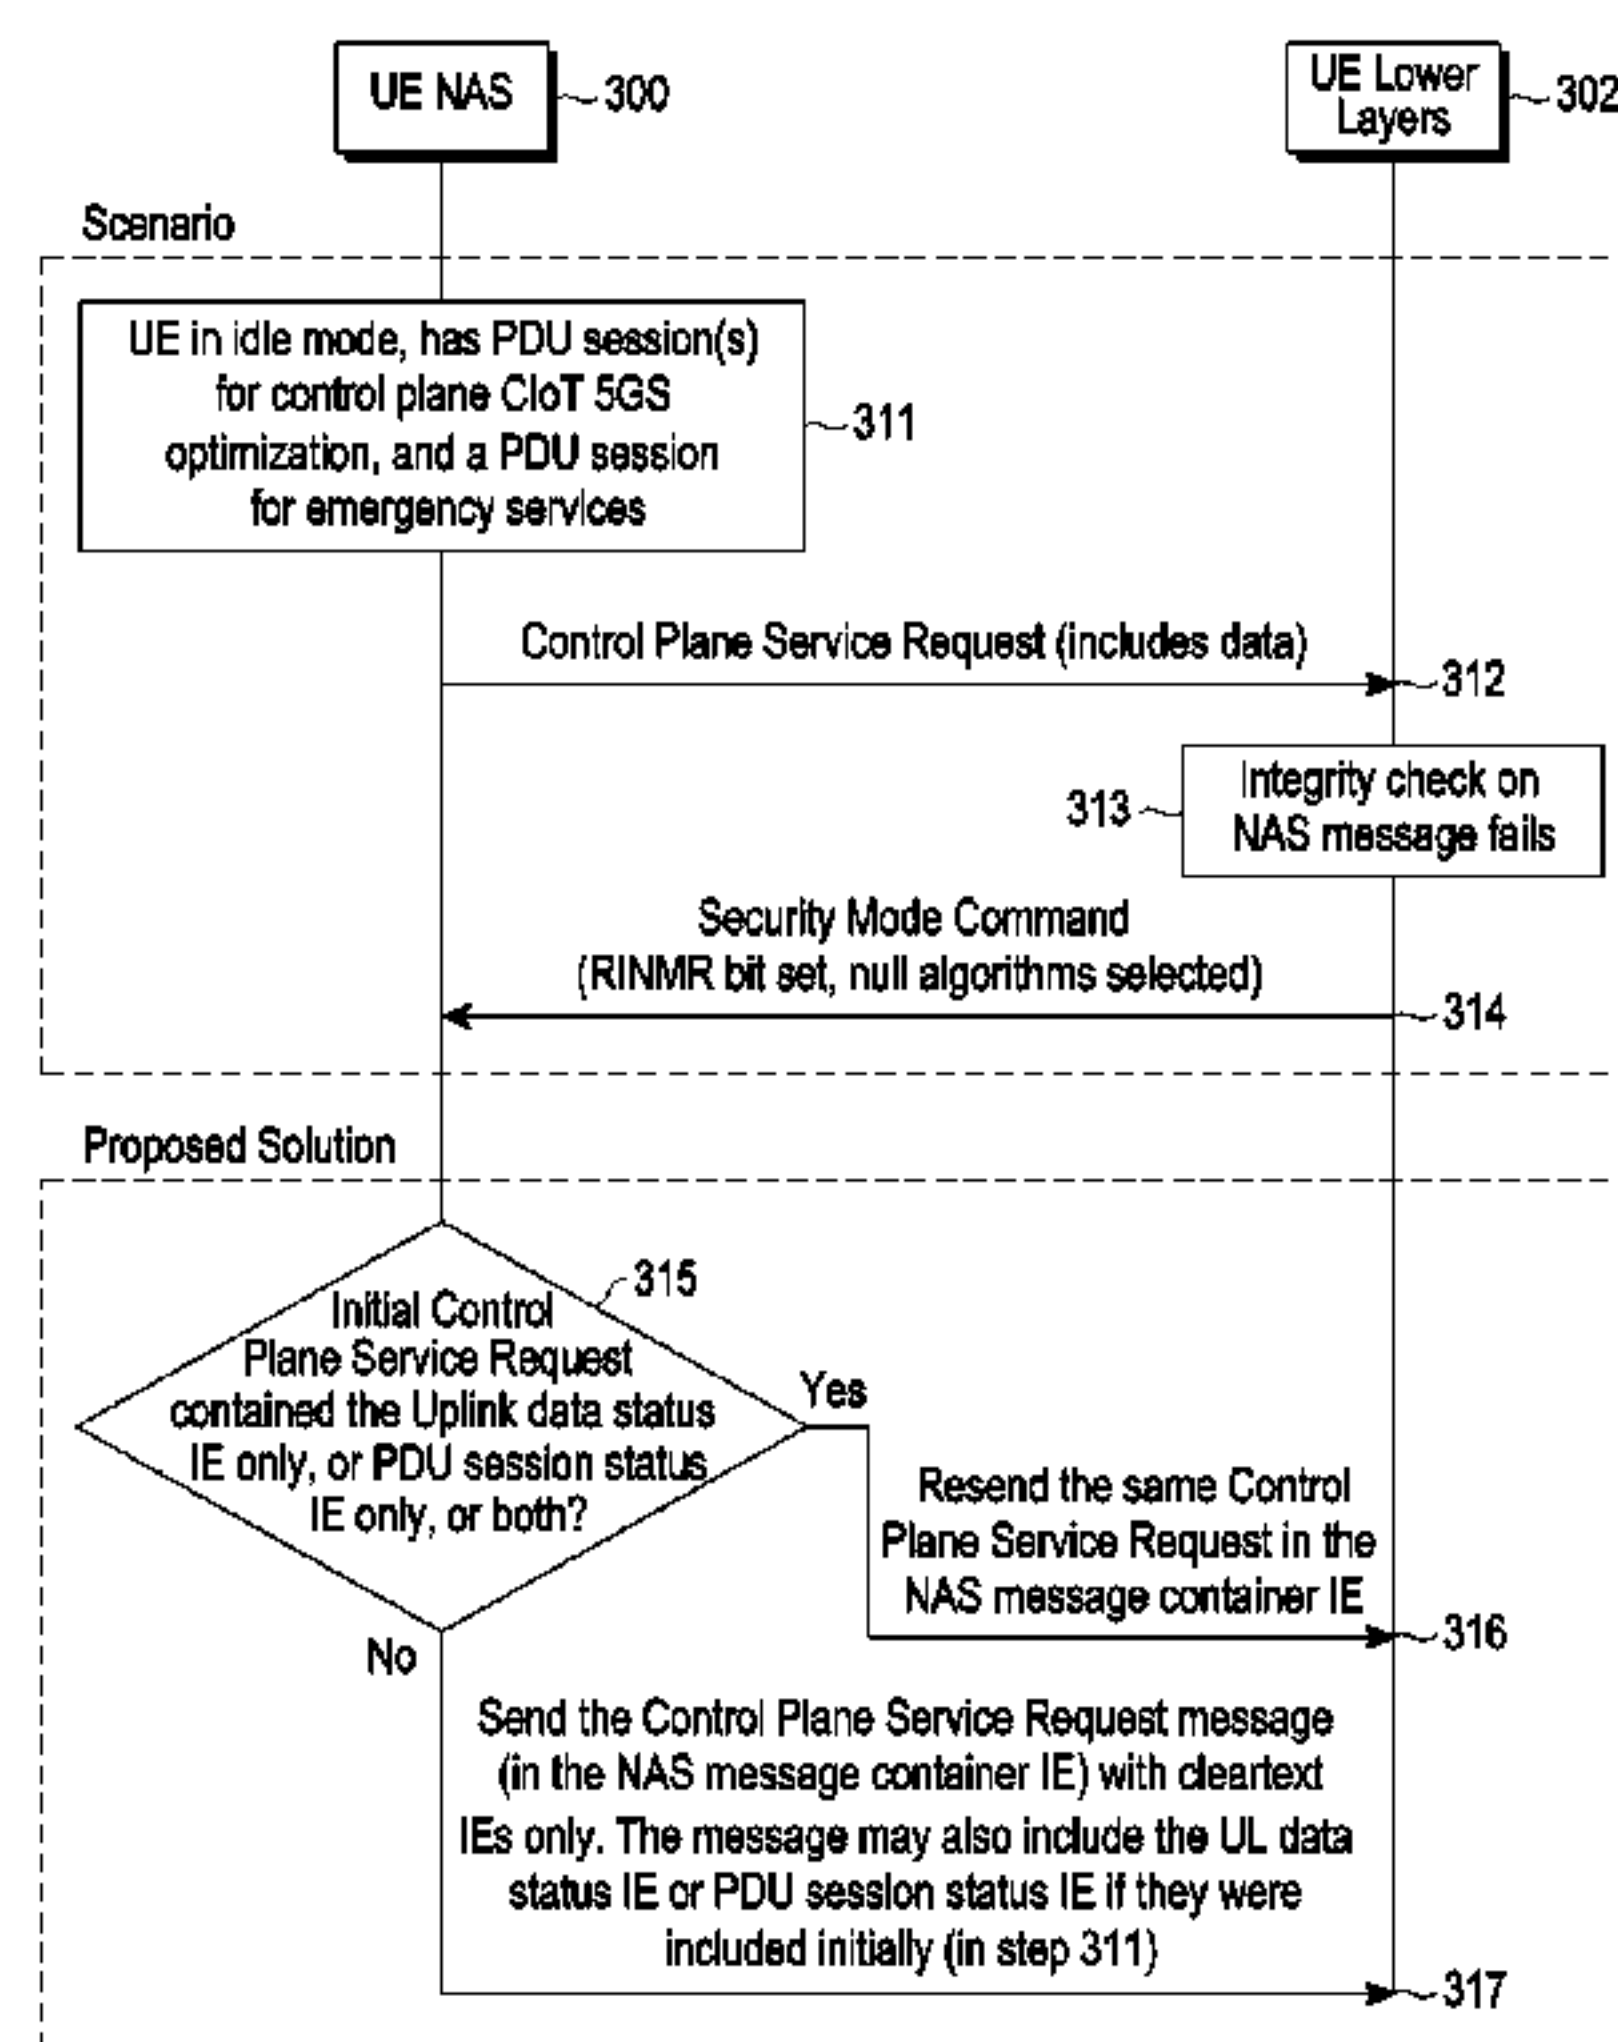 UE NAS
300
UE Lower
Layers
302
Scenario
UE in idle mode, has PDU session(s)
for control plane CIoT 5GS
optimization, and a PDU session
for emergency services
311
Control Plane Service Request (includes data)
312
Integrity check on
NAS message fails
313
Security Mode Command
(RINMR bit set, null algorithms selected)
314
Proposed Solution
315
Initial Control
Plane Service Request
contained the Uplink data status
IE only, or PDU session status
IE only, or both?
Yes
Resend the same Control
Plane Service Request in the
NAS message container IE
316
No
Send the Control Plane Service Request message
(in the NAS message container IE) with cleartext
IEs only. The message may also include the UL data
status IE or PDU session status IE if they were
included initially (in step 311)
317